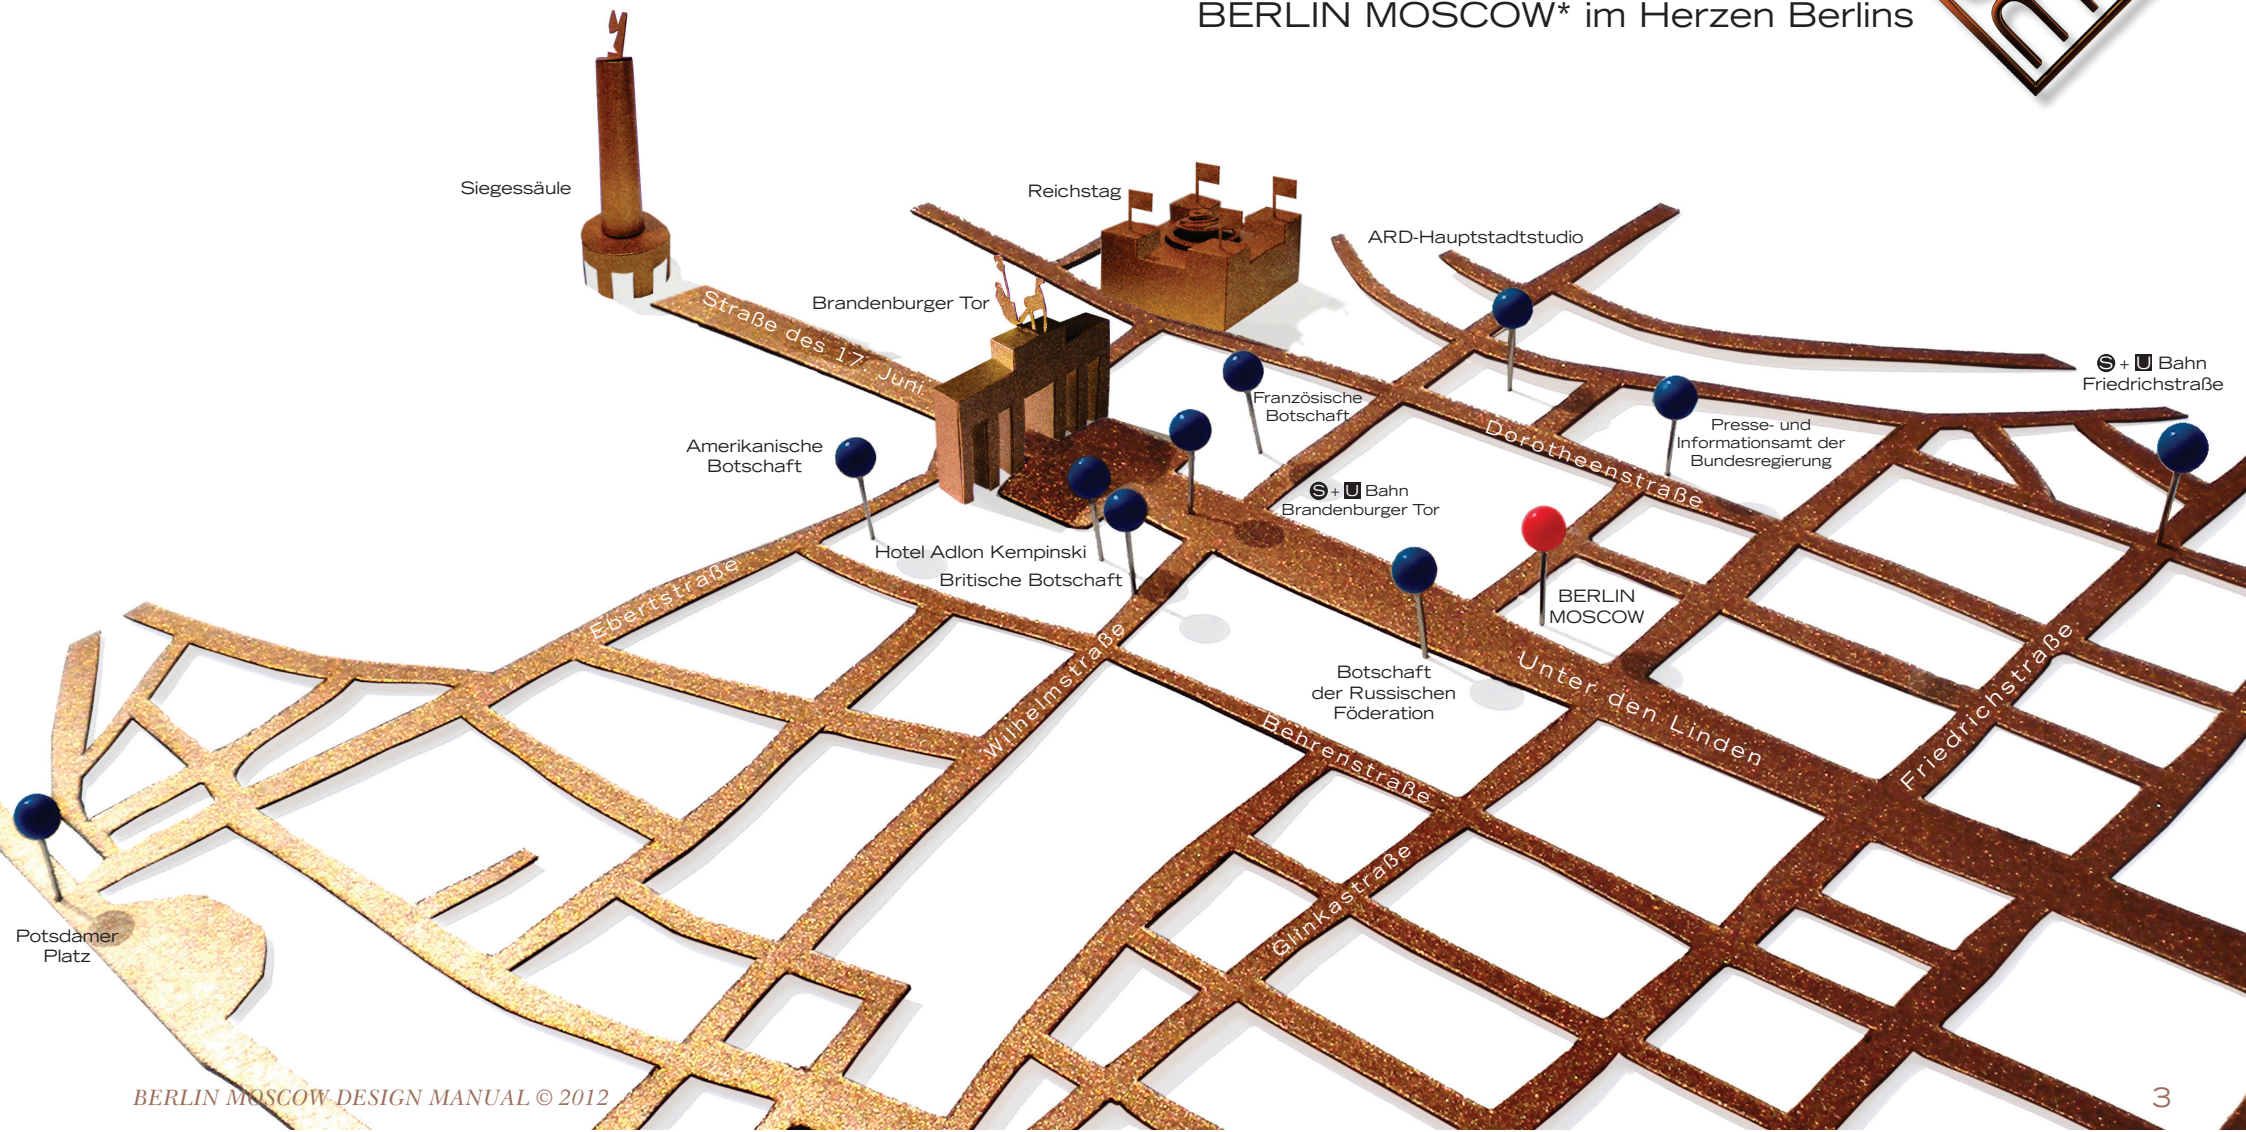 BERLIN MOSCOW* im Herzen Berlins
Siegessäule
Reichstag
ARD-Hauptstadtstudio
Brandenburger Tor
Straße des 17. Juni
S + U Bahn
Friedrichstraße
Französische
Botschaft
Presse- und
Informationsamt der
Bundesregierung
Amerikanische
Botschaft
Dorotheenstraße
S + U Bahn
Brandenburger Tor
Hotel Adlon Kempinski
Britische Botschaft
BERLIN
MOSCOW
Ebertstraße
Wilhelmstraße
Botschaft
der Russischen
Föderation
Unter den Linden
Friedrichstraße
Behrenstraße
Glinkastraße
Potsdamer
Platz
BERLIN MOSCOW DESIGN MANUAL © 2012
3